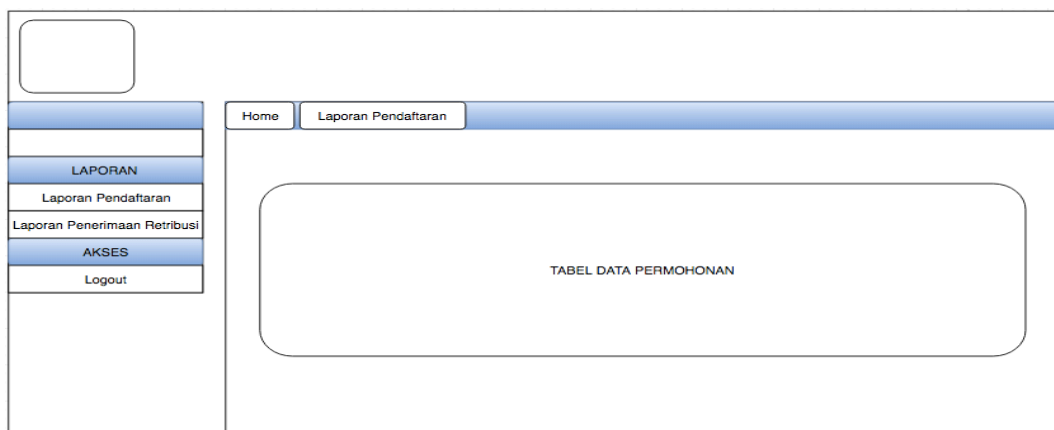 Home
Laporan Pendaftaran
LAPORAN
Laporan Pendaftaran
Laporan Penerimaan Retribusi
AKSES
Logout
TABEL DATA PERMOHONAN